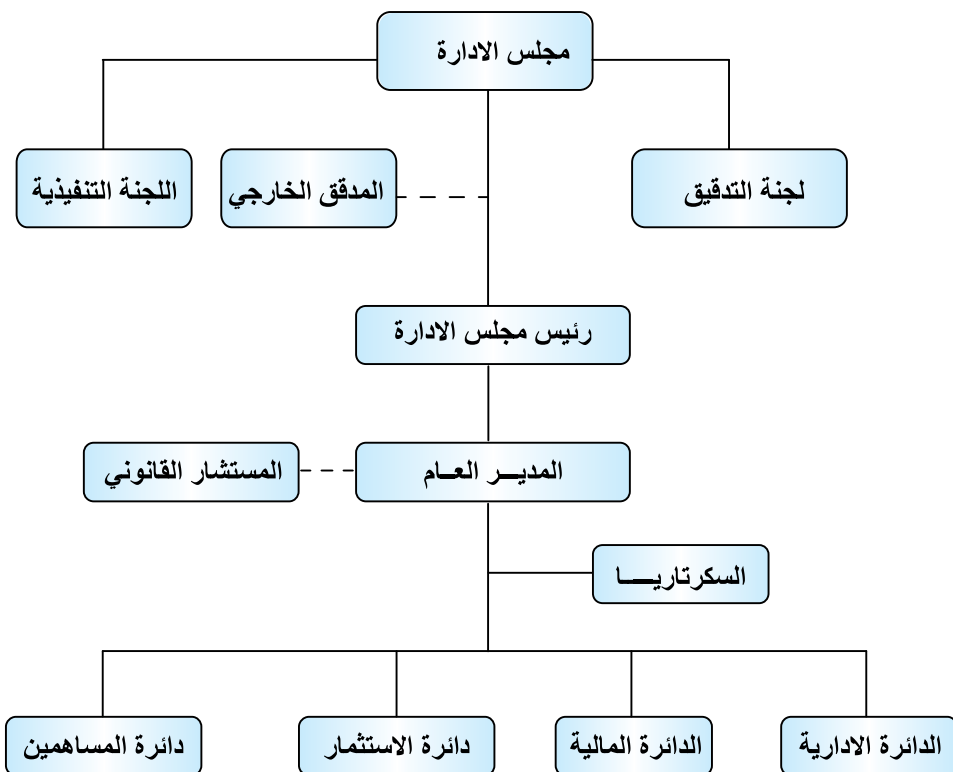 مجلس الادارة
لجنة التدقيق
المدقق الخارجي
اللجنة التنفيذية
رئيس مجلس الادارة
المديــر العــام
المستشار القانوني
السكرتاريــــا
الدائرة الادارية
الدائرة المالية
دائرة الاستثمار
دائرة المساهمين